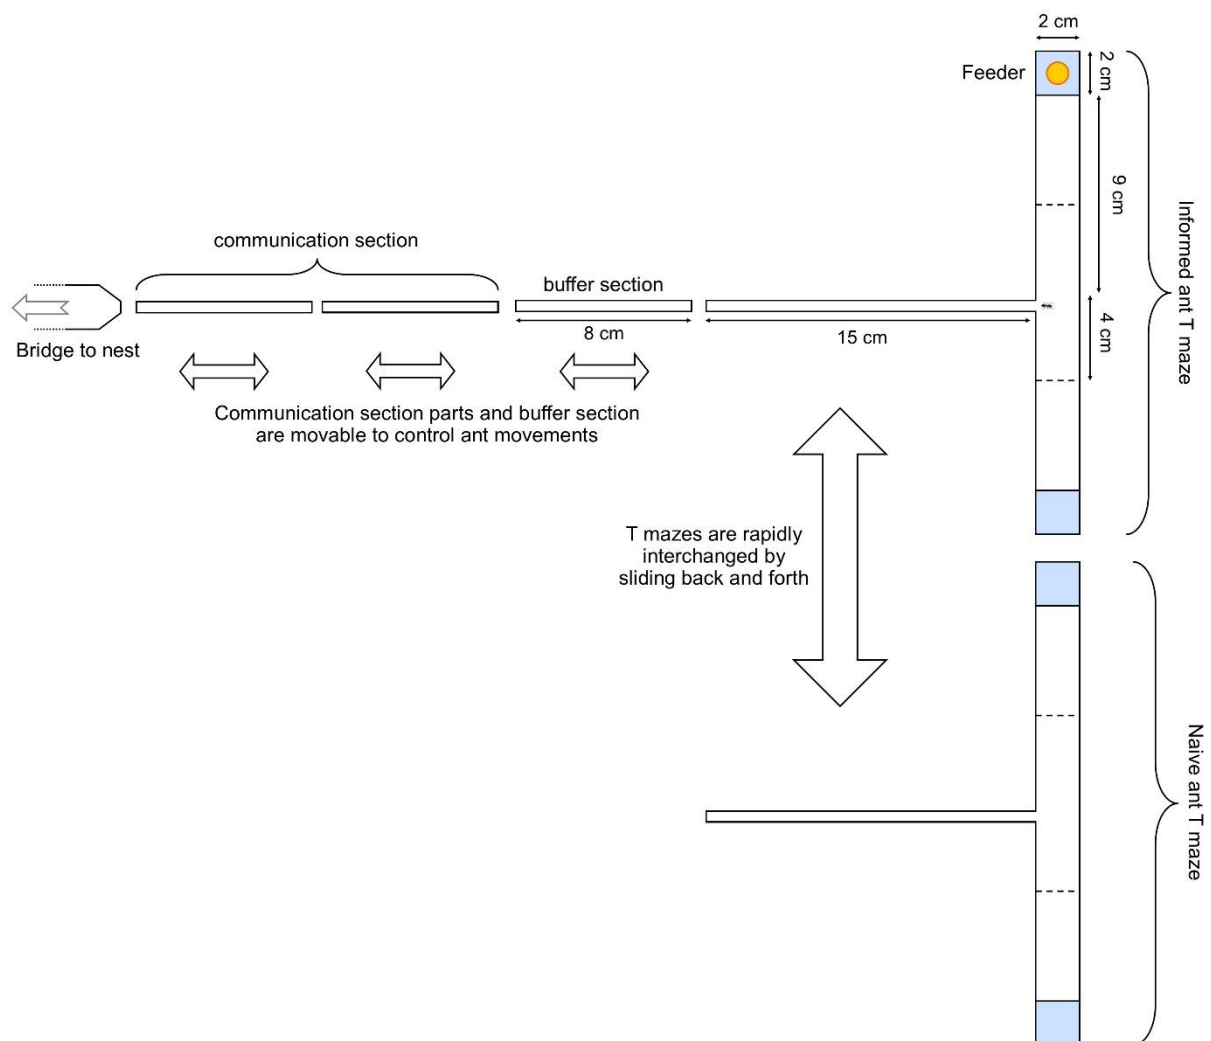 2 cm
Feeder
2 cm
9 cm
Informed ant T maze
communication section
buffer section
8 cm
15 cm
4 cm
Bridge to nest
Communication section parts and buffer section
are movable to control ant movements
T mazes are rapidly
interchanged by
sliding back and forth
Naive ant T maze